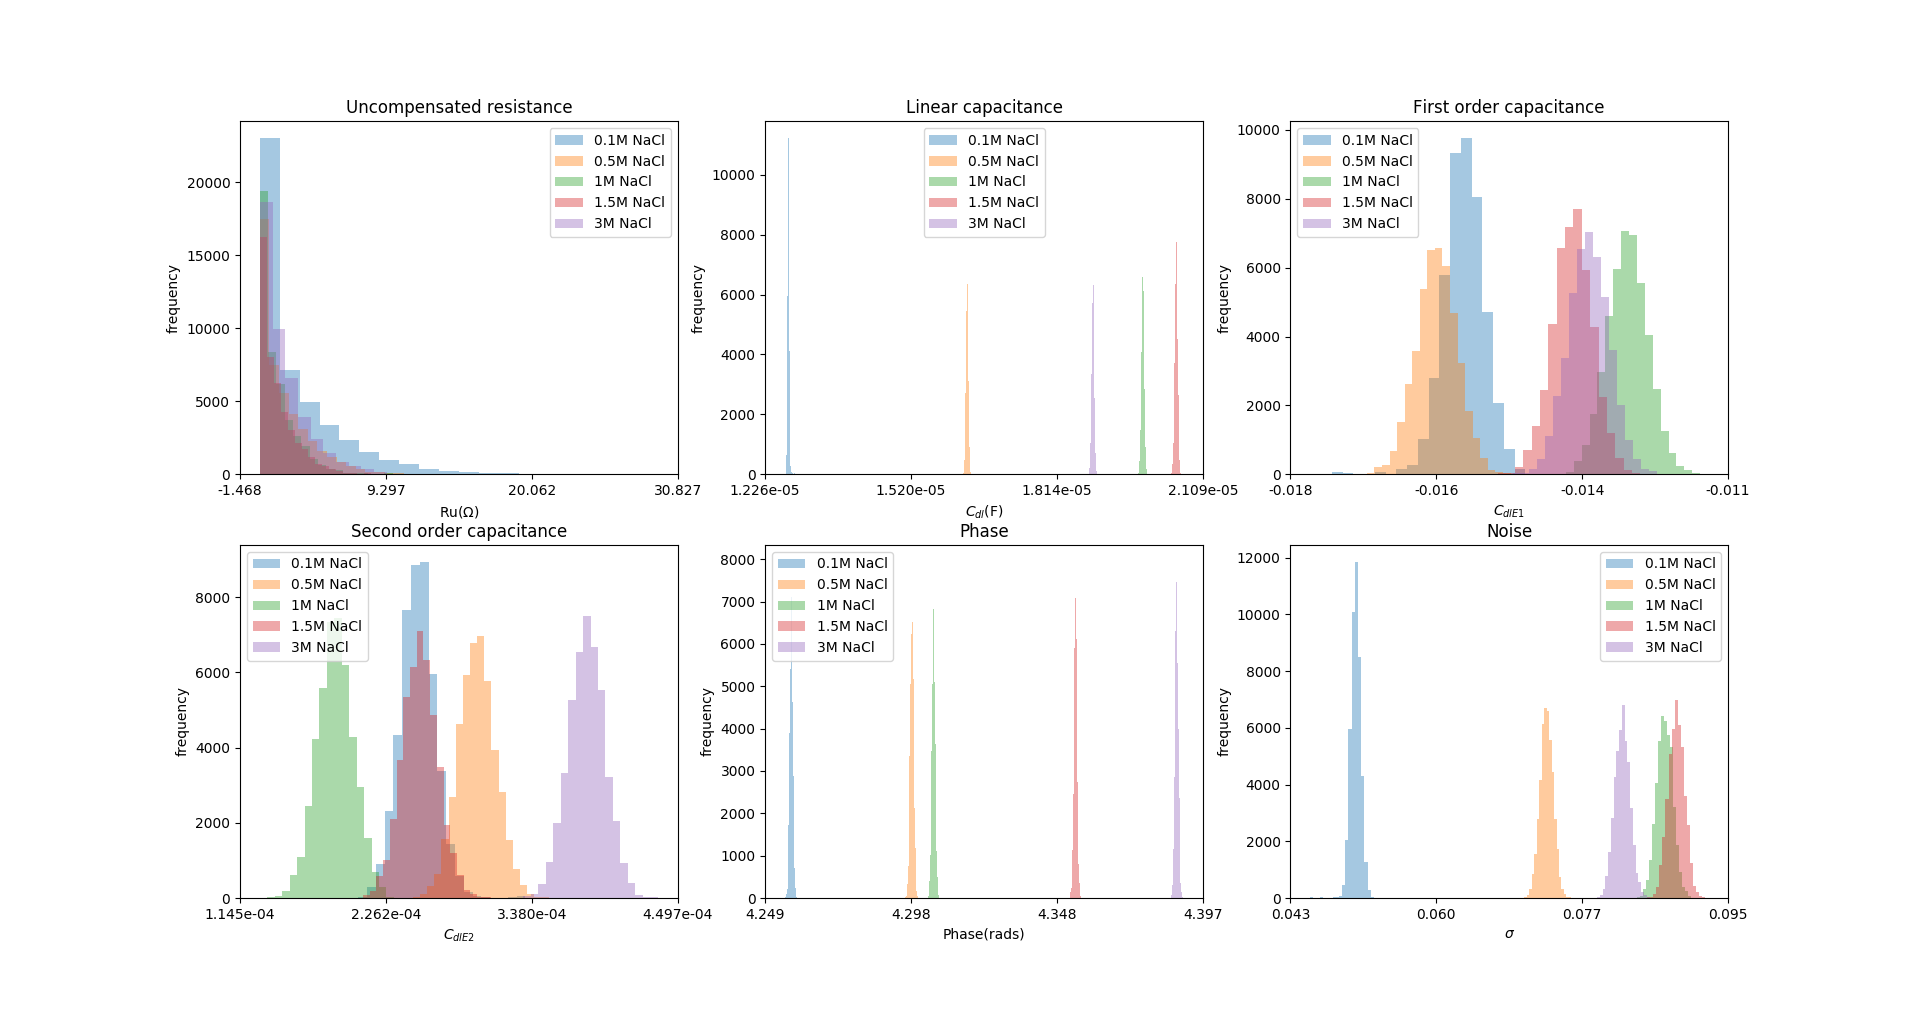 Uncompensated resistance
frequency
20000
15000
10000
5000
0
0.1M NaCl
0.5M NaCl
1M NaCl
1.5M NaCl
3M NaCl
-1.468 9.297 20.062 30.827
Ru(Ω)
Linear capacitance
frequency
10000
8000
6000
4000
2000
0
0.1M NaCl
0.5M NaCl
1M NaCl
1.5M NaCl
3M NaCl
1.226e-05 1.520e-05 1.814e-05 2.109e-05
C_{dl}(F)
First order capacitance
frequency
10000
8000
6000
4000
2000
0
0.1M NaCl
0.5M NaCl
1M NaCl
1.5M NaCl
3M NaCl
-0.018 -0.016 -0.014 -0.011
C_{dlE1}
Second order capacitance
frequency
8000
6000
4000
2000
0
0.1M NaCl
0.5M NaCl
1M NaCl
1.5M NaCl
3M NaCl
1.145e-04 2.262e-04 3.380e-04 4.497e-04
C_{dlE2}
Phase
frequency
8000
7000
6000
5000
4000
3000
2000
1000
0
0.1M NaCl
0.5M NaCl
1M NaCl
1.5M NaCl
3M NaCl
4.249 4.298 4.348 4.397
Phase(rads)
Noise
frequency
12000
10000
8000
6000
4000
2000
0
0.1M NaCl
0.5M NaCl
1M NaCl
1.5M NaCl
3M NaCl
0.043 0.060 0.077 0.095
σ